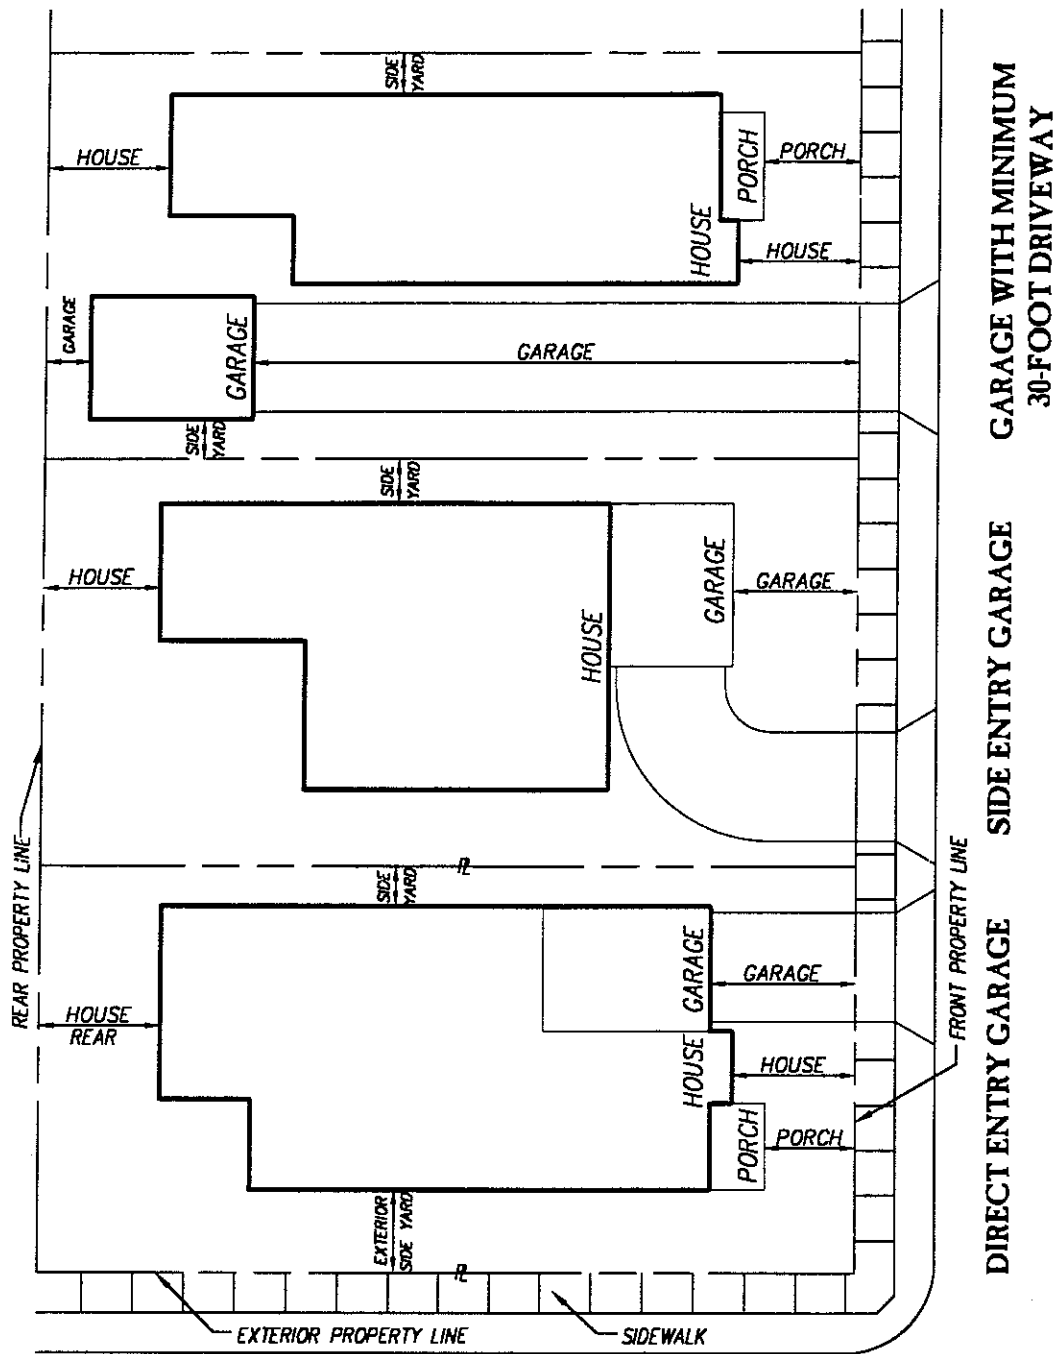 SIDE
YARD
HOUSE
PORCH
PORCH
HOUSE
HOUSE
GARAGE
GARAGE
GARAGE
SIDE
YARD
GARAGE WITH MINIMUM
30-FOOT DRIVEWAY
SIDE
YARD
HOUSE
HOUSE
GARAGE
GARAGE
SIDE ENTRY GARAGE
REAR PROPERTY LINE
PL
SIDE
YARD
HOUSE
REAR
GARAGE
GARAGE
HOUSE
HOUSE
PORCH
PORCH
FRONT PROPERTY LINE
DIRECT ENTRY GARAGE
EXTERIOR
SIDE YARD
PL
EXTERIOR PROPERTY LINE
SIDEWALK